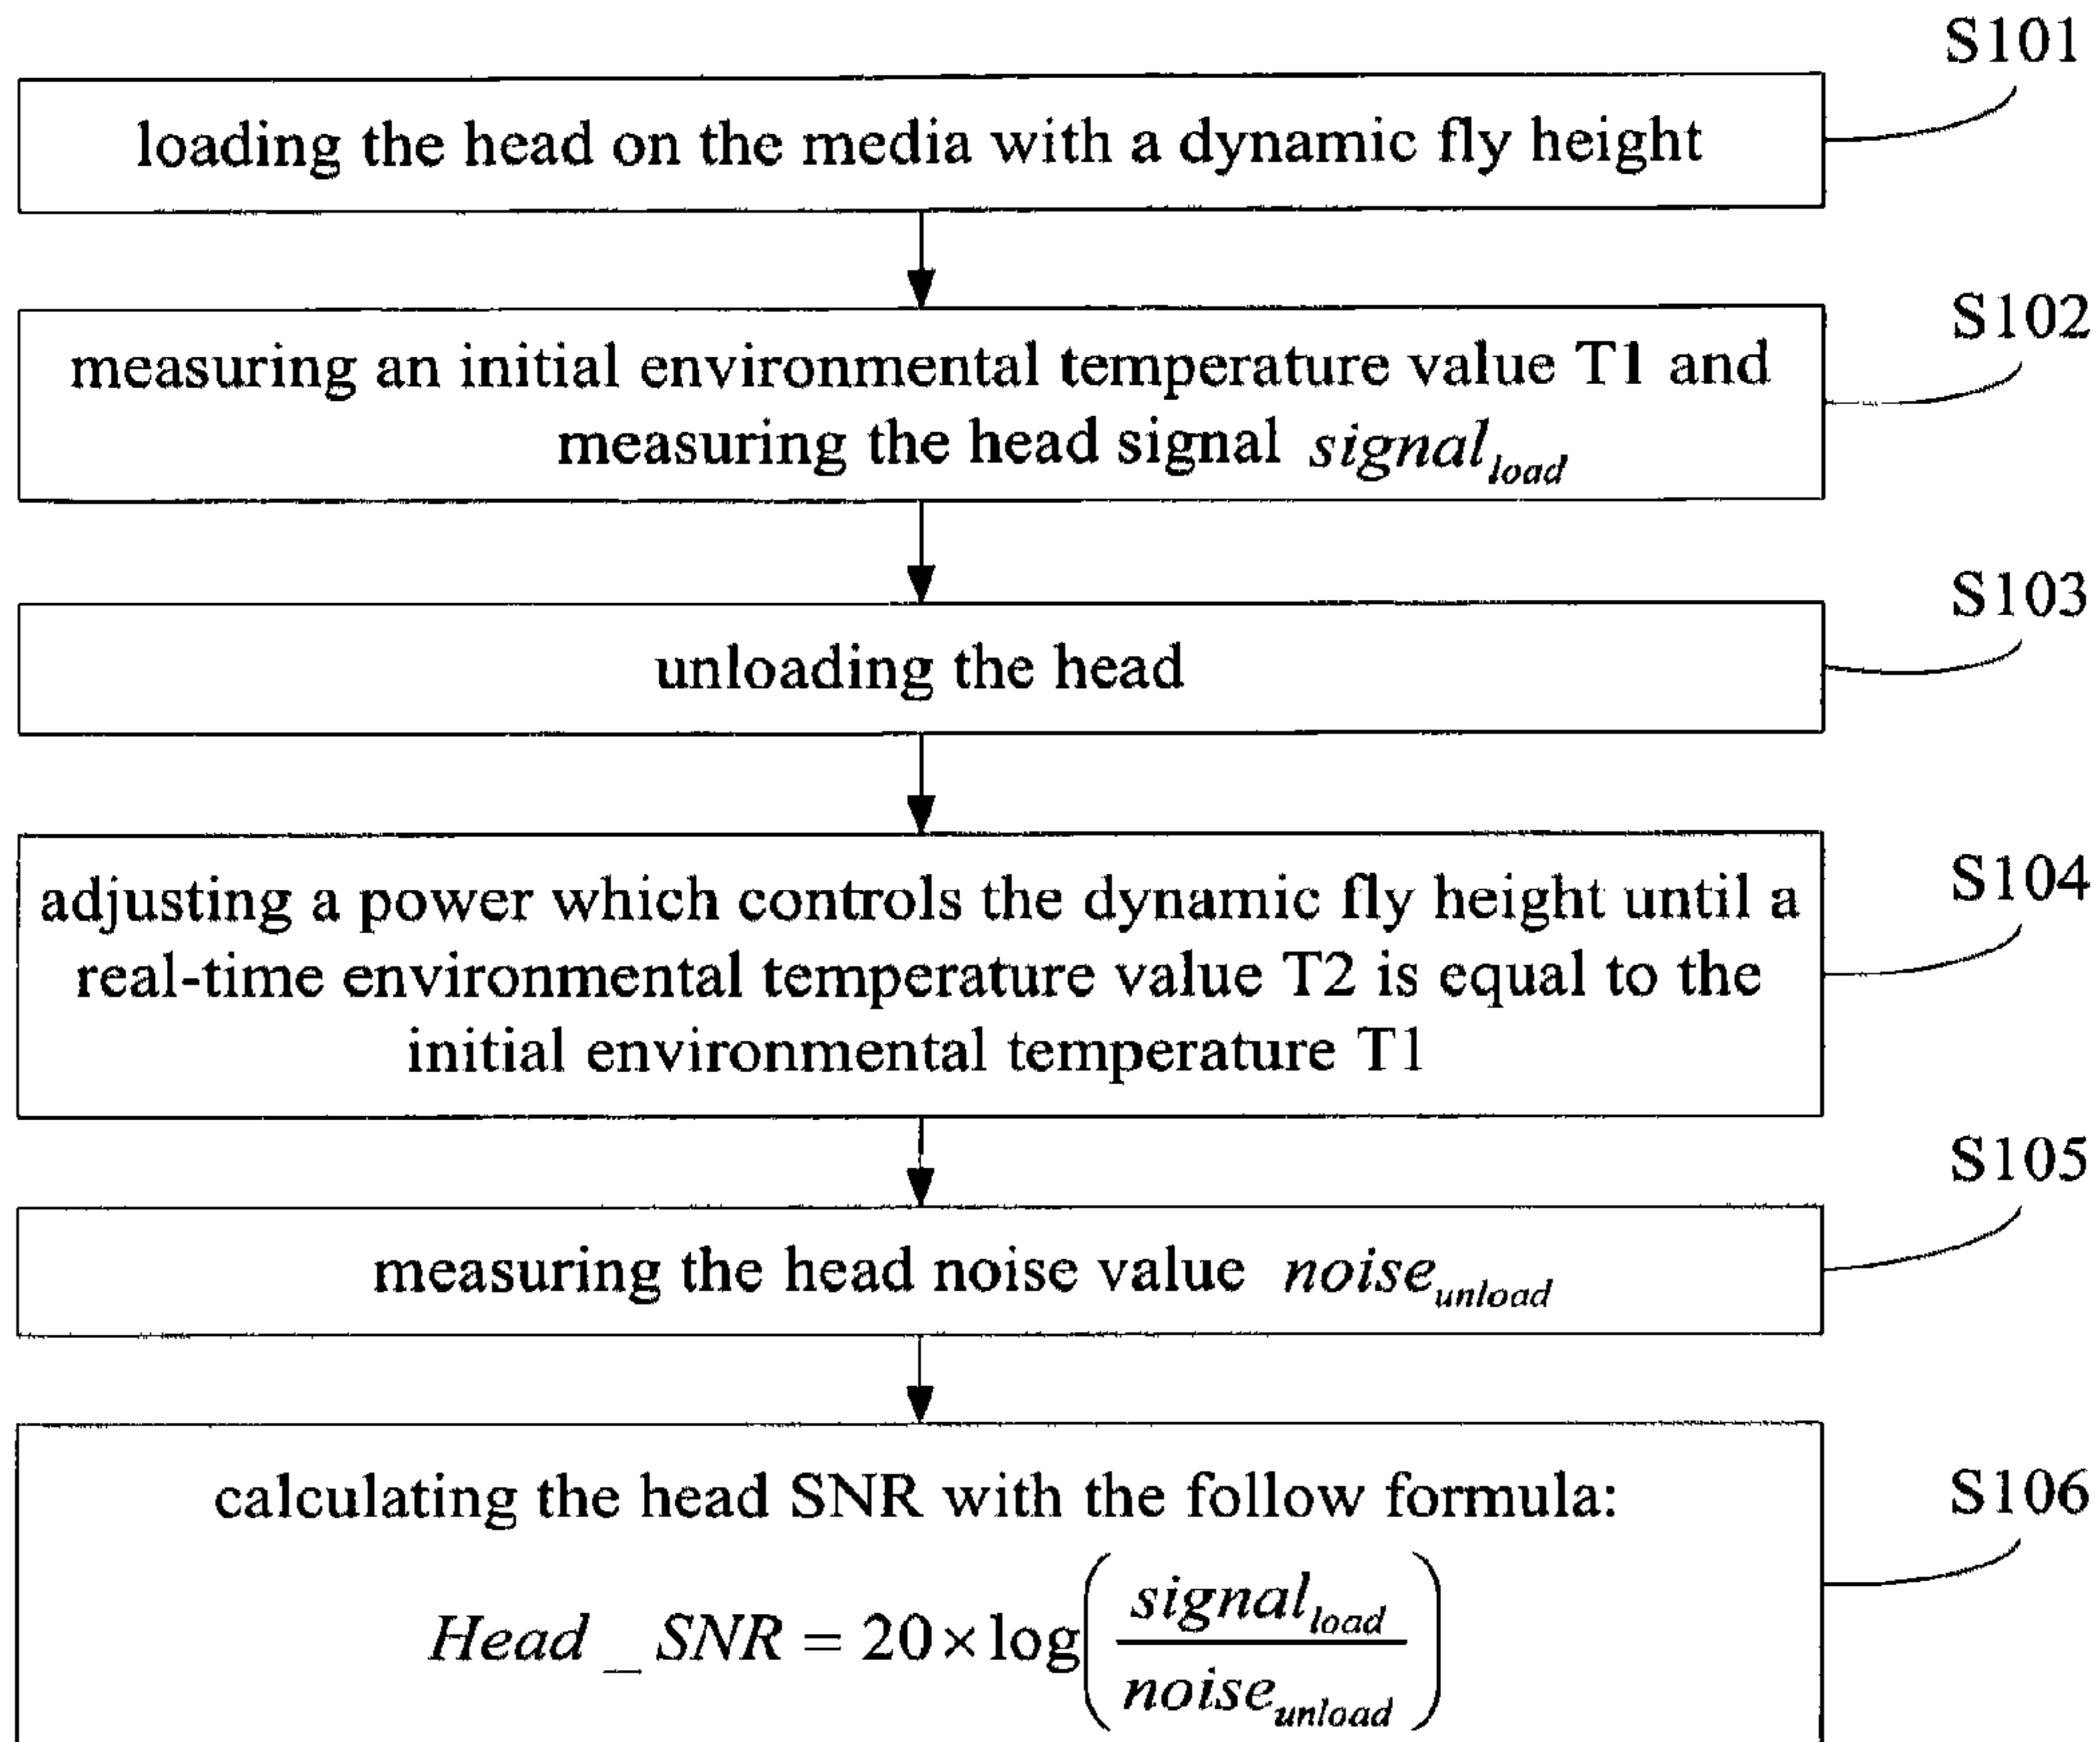 S101
loading the head on the media with a dynamic fly height
S102
measuring an initial environmental temperature value T1 and
measuring the head signal signal_load
S103
unloading the head
S104
adjusting a power which controls the dynamic fly height until a
real-time environmental temperature value T2 is equal to the
initial environmental temperature T1
S105
measuring the head noise value noise_unload
S106
calculating the head SNR with the follow formula:
Head _ SNR = 20×log(signal_load / noise_unload)